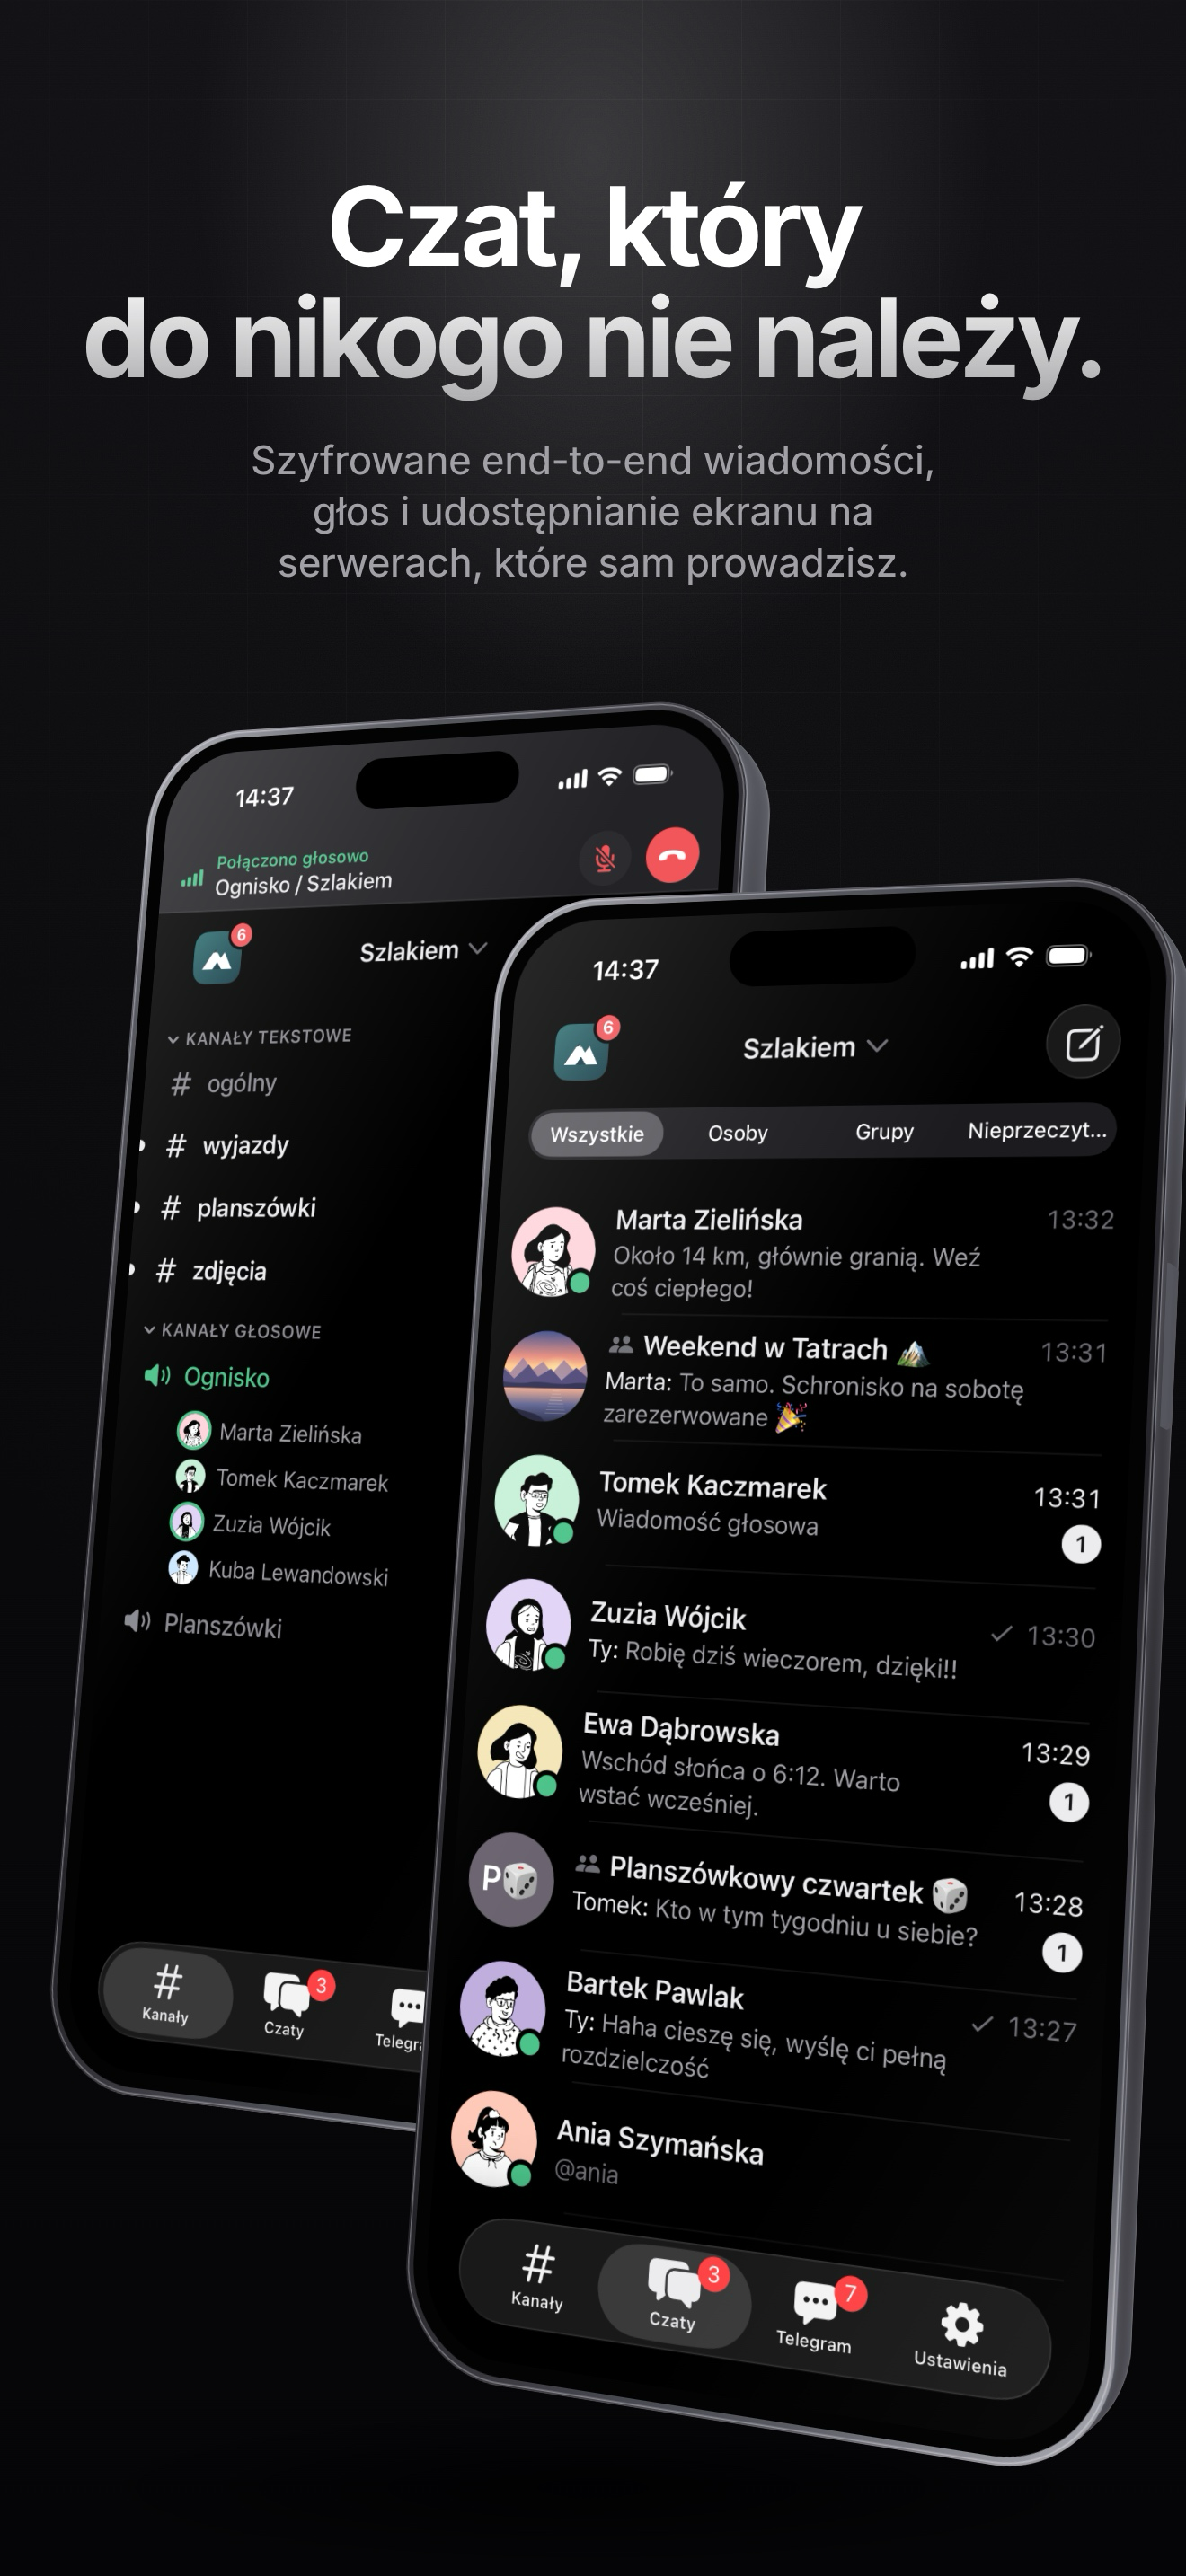 Czat, który
do nikogo nie należy.
Szyfrowane end-to-end wiadomości,
głos i udostępnianie ekranu na
serwerach, które sam prowadzisz.
14:37
Połączono głosowo
Ognisko / Szlakiem
6
Szlakiem
KANAŁY TEKSTOWE
# ogólny
# wyjazdy
# planszówki
# zdjęcia
KANAŁY GŁOSOWE
Ognisko
Marta Zielińska
Tomek Kaczmarek
Zuzia Wójcik
Kuba Lewandowski
Planszówki
#
Kanały
3
Czaty
14:37
6
Szlakiem
Wszystkie Osoby Grupy Nieprzeczyt...
Marta Zielińska 13:32
Około 14 km, głównie granią. Weź
coś ciepłego!
Weekend w Tatrach 🏔️ 13:31
Marta: To samo. Schronisko na sobotę
zarezerwowane 🎉
Tomek Kaczmarek 13:31
Wiadomość głosowa 1
Zuzia Wójcik 13:30
Ty: Robię dziś wieczorem, dzięki!!
Ewa Dąbrowska 13:29
Wschód słońca o 6:12. Warto
wstać wcześniej. 1
P🎲
Planszówkowy czwartek 🎲 13:28
Tomek: Kto w tym tygodniu u siebie? 1
Bartek Pawlak 13:27
Ty: Haha cieszę się, wyślę ci pełną
rozdzielczość
Ania Szymańska
@ania
# 3 7
Kanały Czaty Telegram Ustawienia